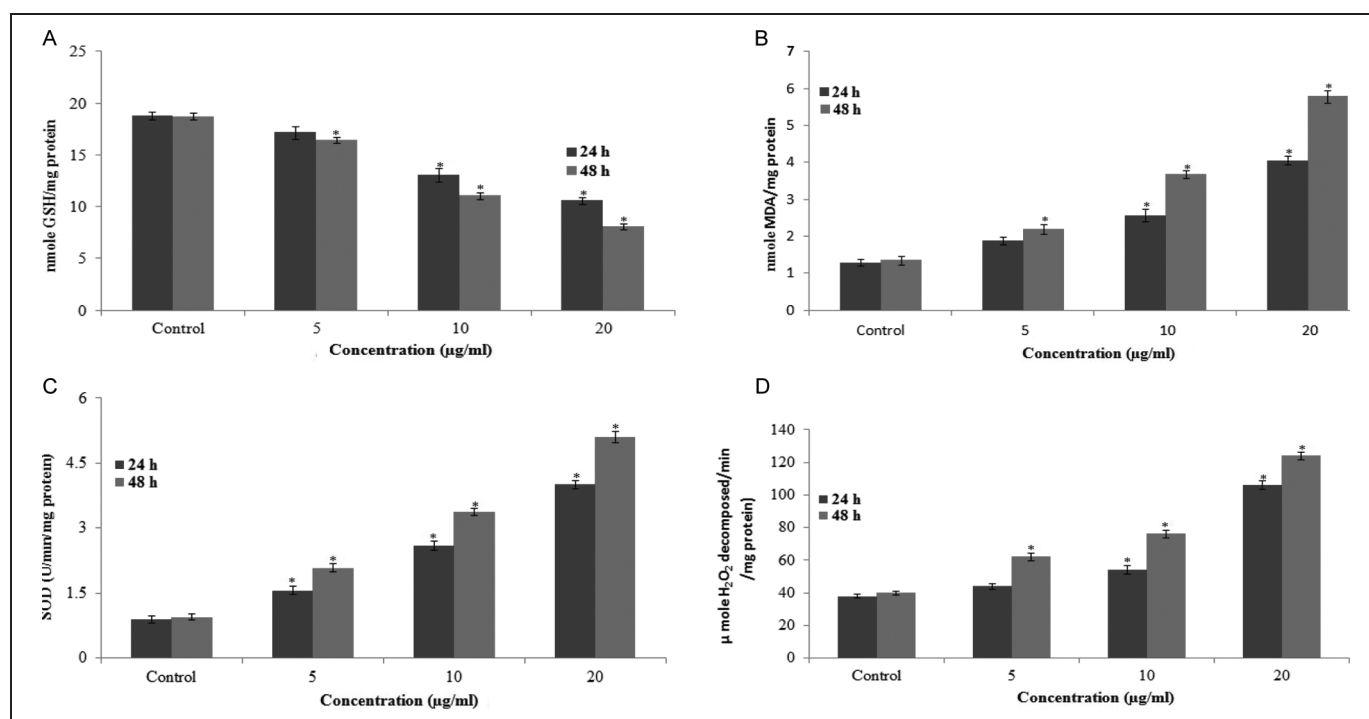 A
25
20
15
10
5
0
nmole GSH/mg protein
* * * * *
24 h
48 h
Control 5 10 20
Concentration (µg/ml)
B
7
6
5
4
3
2
1
0
nmole MDA/mg protein
24 h
48 h
* * * * *
Control 5 10 20
Concentration (µg/ml)
C
6
4.5
3
1.5
0
SOD (U/min/mg protein)
24 h
48 h
* * * * * *
Control 5 10 20
Concentration (µg/ml)
D
140
120
100
80
60
40
20
0
µ mole H₂O₂ decomposed/min
/mg protein)
24 h
48 h
* * * * *
Control 5 10 20
Concentration (µg/ml)